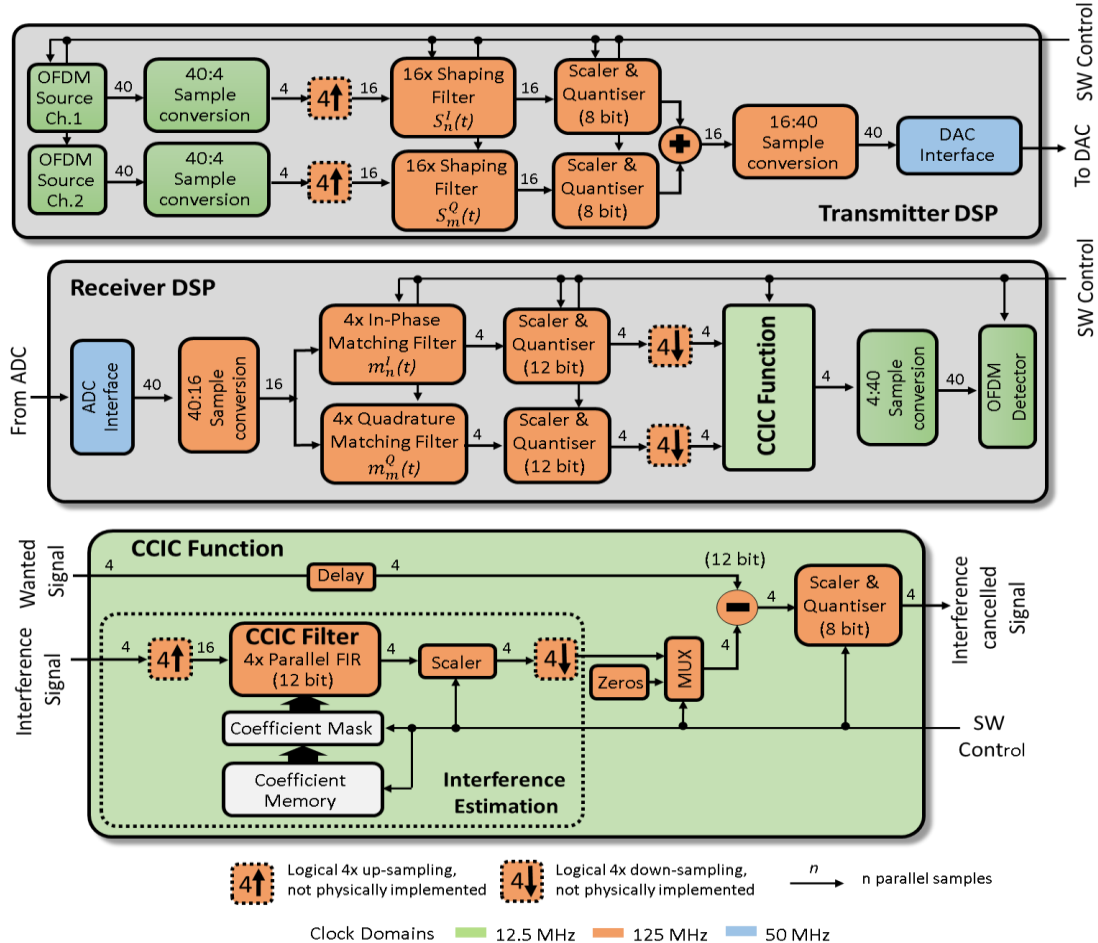 SW Control
OFDM
Source
Ch.1
40
40:4
Sample
conversion
4
4
16
16x Shaping
Filter
S_n^I(t)
16
Scaler &
Quantiser
(8 bit)
OFDM
Source
Ch.2
40
40:4
Sample
conversion
4
4
16
16x Shaping
Filter
S_m^Q(t)
16
Scaler &
Quantiser
(8 bit)
16
16:40
Sample
conversion
40
DAC
Interface
To DAC
Transmitter DSP
Receiver DSP
SW Control
From ADC
ADC
Interface
40
40:16
Sample
conversion
16
4x In-Phase
Matching Filter
m_n^I(t)
4
Scaler &
Quantiser
(12 bit)
4
4
4
4x Quadrature
Matching Filter
m_m^Q(t)
4
Scaler &
Quantiser
(12 bit)
4
4
4
CCIC Function
4
4:40
Sample
conversion
40
OFDM
Detector
CCIC Function
Wanted
Signal
4
Delay
4
(12 bit)
4
Scaler &
Quantiser
(8 bit)
4
Interference
cancelled
Signal
Interference
Signal
4
4
16
CCIC Filter
4x Parallel FIR
(12 bit)
4
Scaler
4
4
Zeros
MUX
4
Coefficient Mask
SW
Control
Coefficient
Memory
Interference
Estimation
4
Logical 4x up-sampling,
not physically implemented
4
Logical 4x down-sampling,
not physically implemented
n
n parallel samples
Clock Domains
12.5 MHz
125 MHz
50 MHz